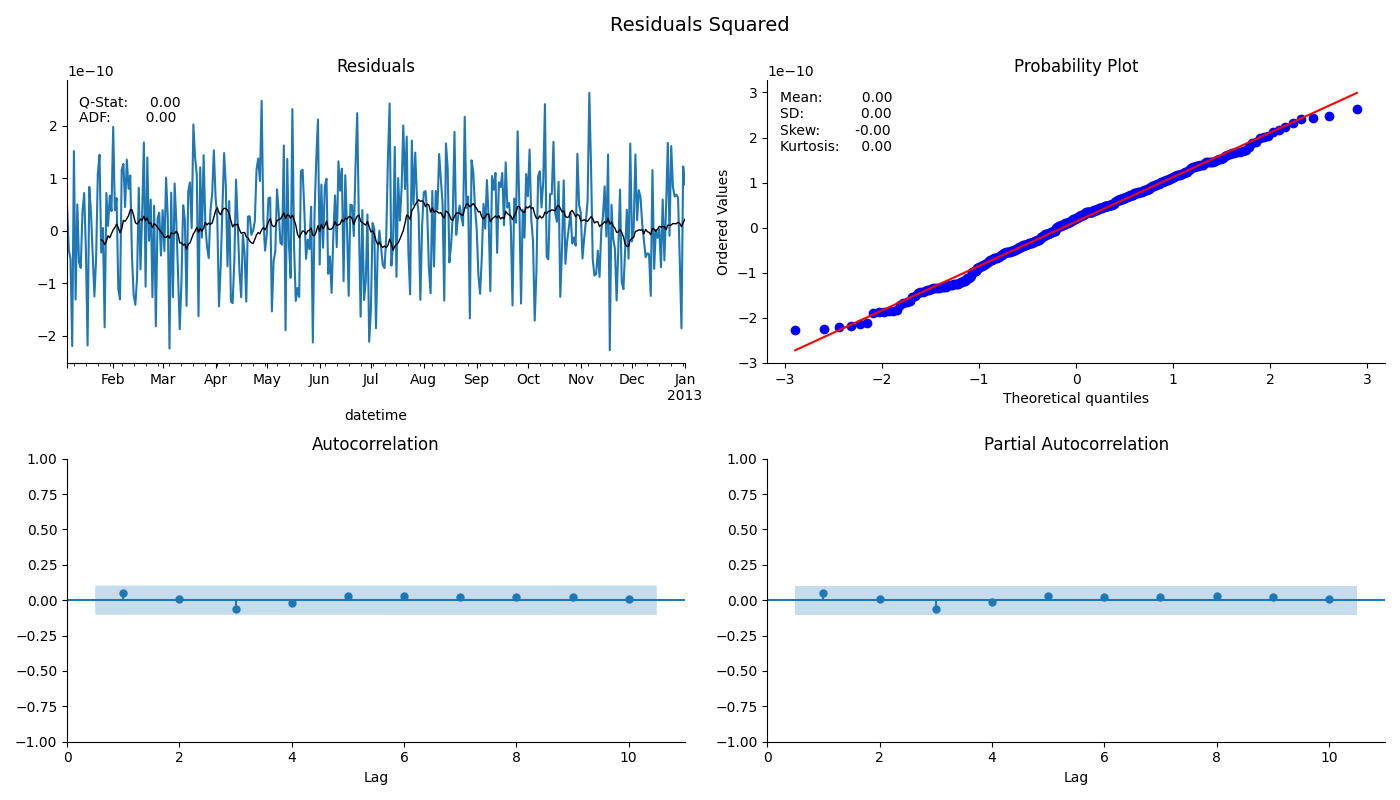 Residuals Squared
Residuals
1e−10
Q-Stat: 0.00
ADF: 0.00
2
1
0
−1
−2
Feb Mar Apr May Jun Jul Aug Sep Oct Nov Dec Jan
2013
datetime
Probability Plot
1e−10
Mean: 0.00
SD: 0.00
Skew: -0.00
Kurtosis: 0.00
Ordered Values
3
2
1
0
−1
−2
−3
−3 −2 −1 0 1 2 3
Theoretical quantiles
Autocorrelation
1.00
0.75
0.50
0.25
0.00
−0.25
−0.50
−0.75
−1.00
0 2 4 6 8 10
Lag
Partial Autocorrelation
1.00
0.75
0.50
0.25
0.00
−0.25
−0.50
−0.75
−1.00
0 2 4 6 8 10
Lag